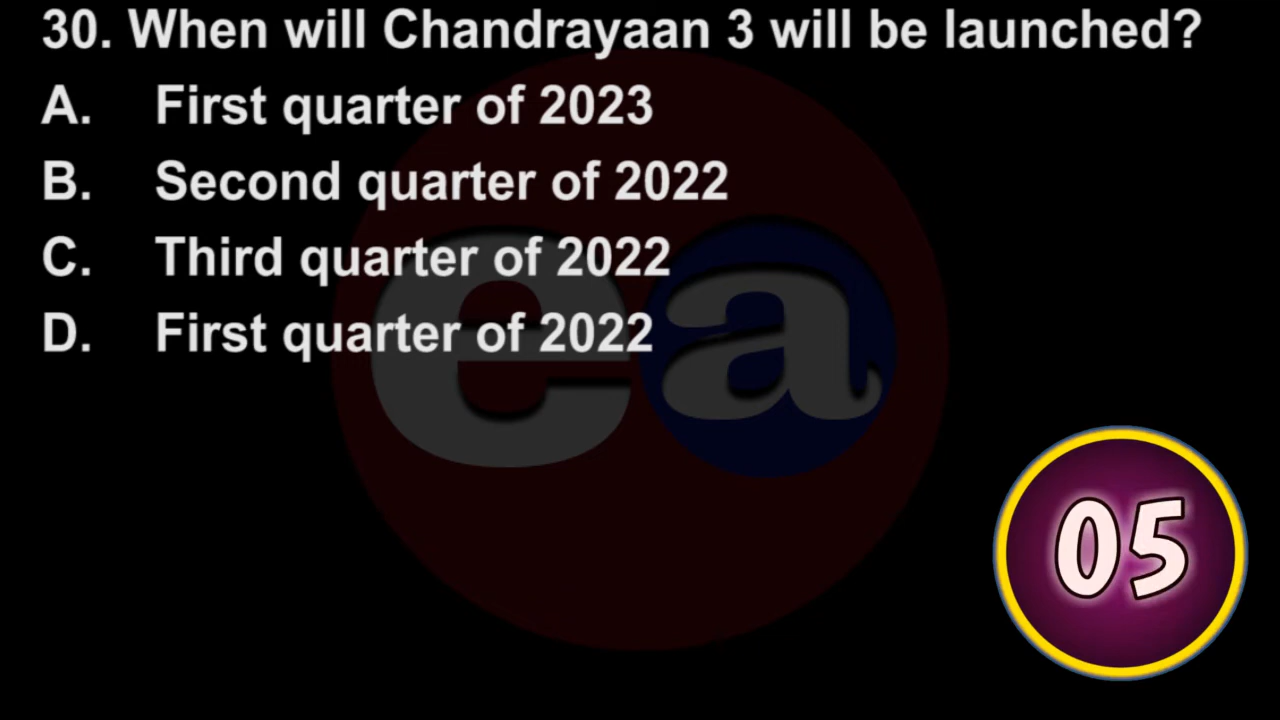 30. When will Chandrayaan 3 will be launched?
A. First quarter of 2023
B. Second quarter of 2022
C. Third quarter of 2022
D. First quarter of 2022
ea
05